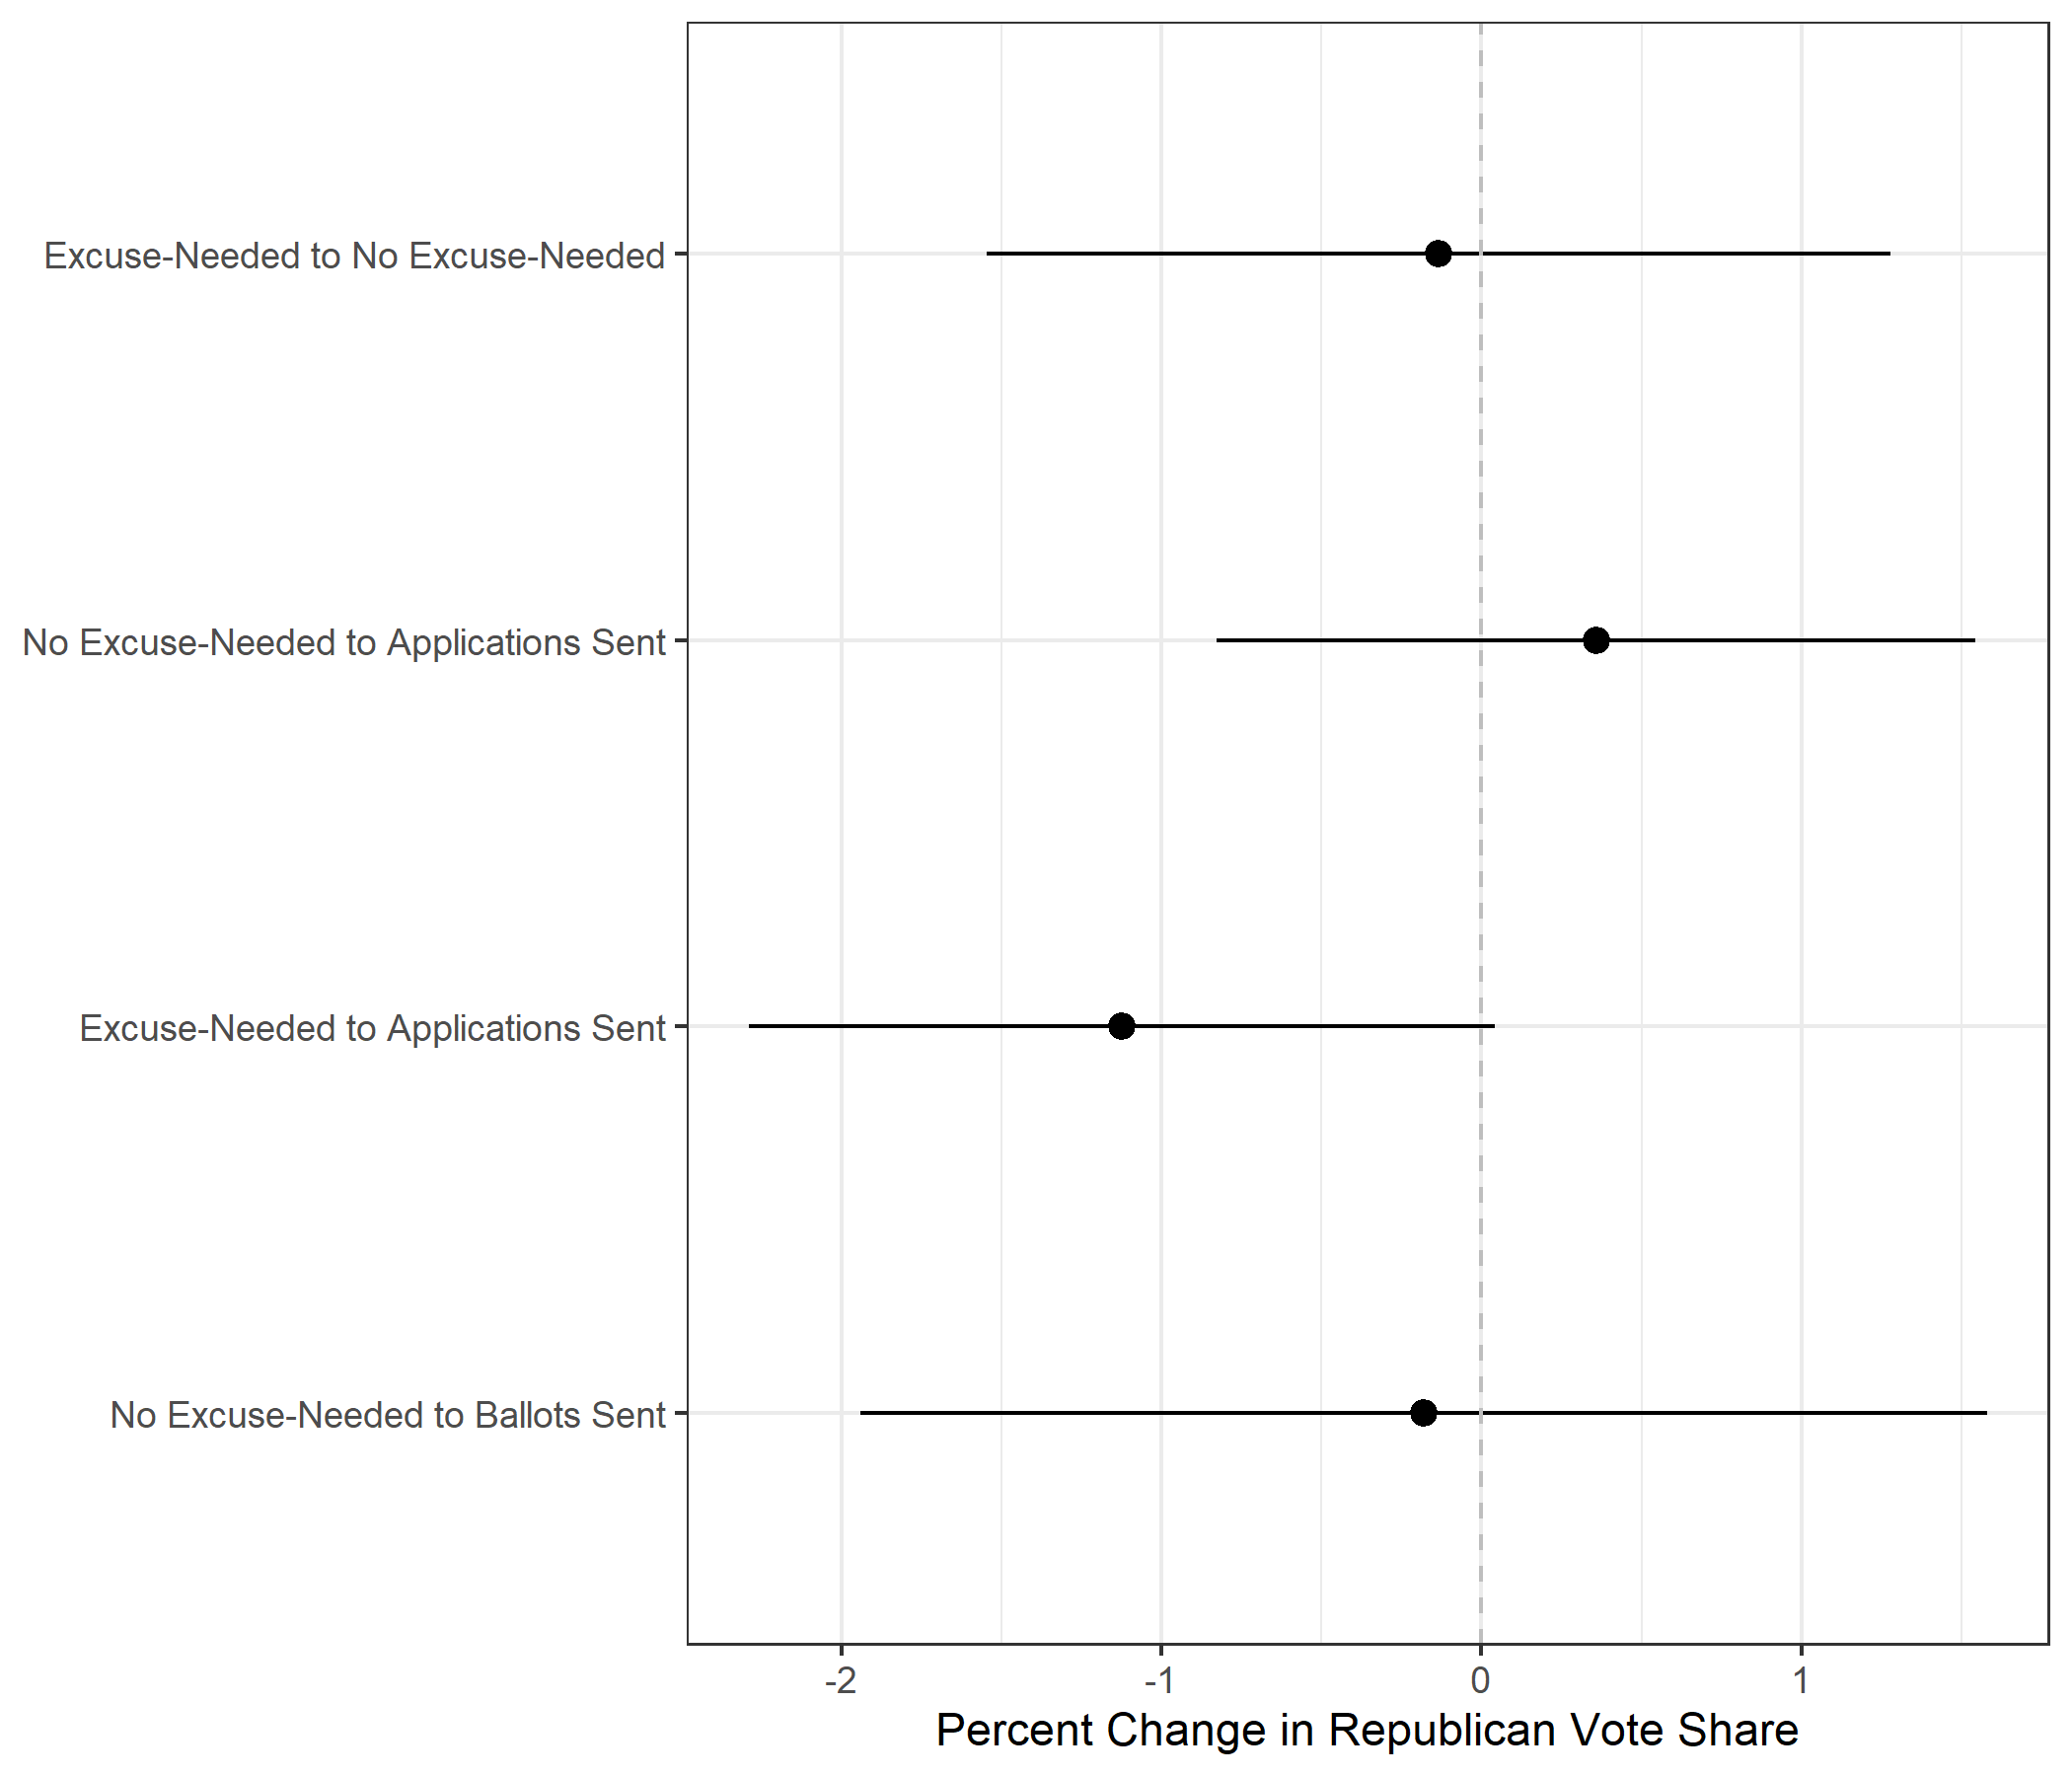 Excuse-Needed to No Excuse-Needed
No Excuse-Needed to Applications Sent
Excuse-Needed to Applications Sent
No Excuse-Needed to Ballots Sent
-2 -1 0 1
Percent Change in Republican Vote Share